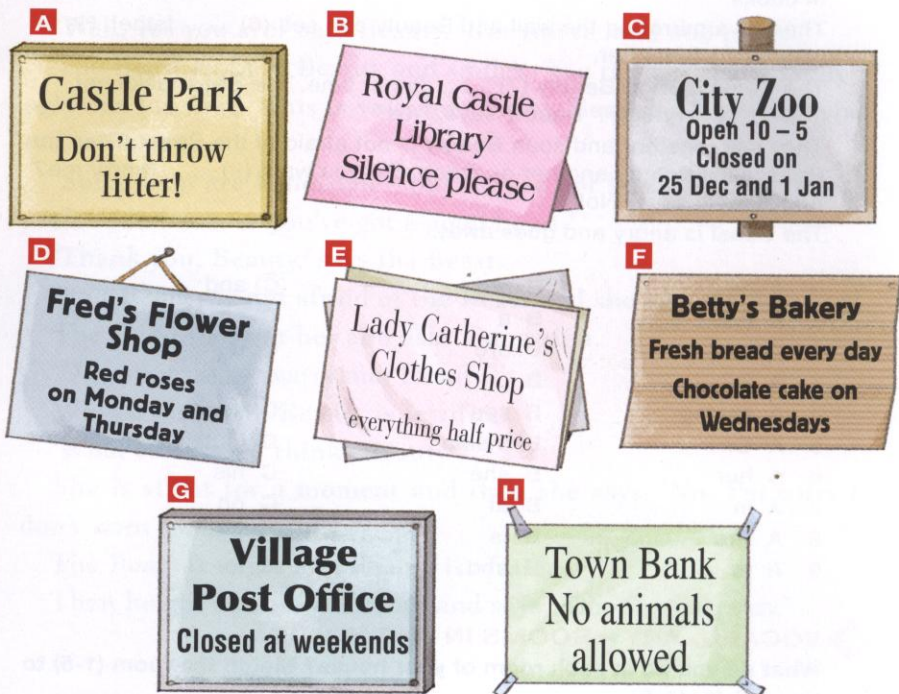 A
Castle Park
Don't throw
litter!
B
Royal Castle
Library
Silence please
C
City Zoo
Open 10 – 5
Closed on
25 Dec and 1 Jan
D
Fred's Flower
Shop
Red roses
on Monday and
Thursday
E
Lady Catherine's
Clothes Shop
everything half price
F
Betty's Bakery
Fresh bread every day
Chocolate cake on
Wednesdays
G
Village
Post Office
Closed at weekends
H
Town Bank
No animals
allowed